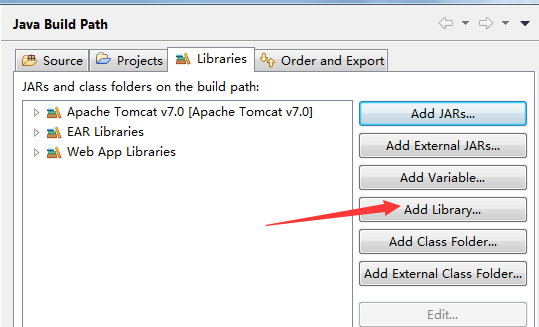 Java Build Path
Source Projects Libraries Order and Export
JARs and class folders on the build path:
Apache Tomcat v7.0 [Apache Tomcat v7.0]
EAR Libraries
Web App Libraries
Add JARs...
Add External JARs...
Add Variable...
Add Library...
Add Class Folder...
Add External Class Folder...
Edit...